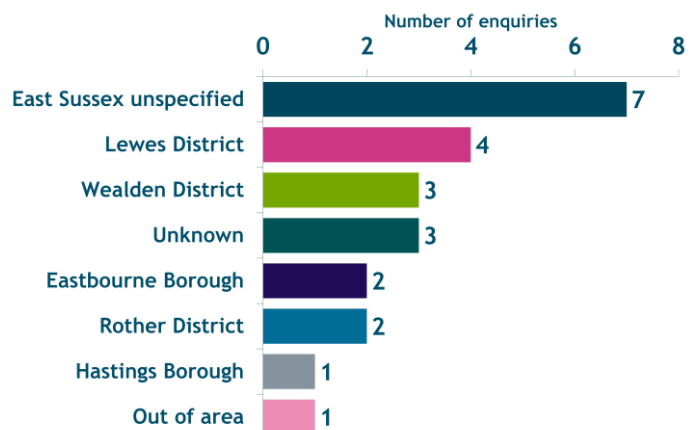 Number of enquiries
0 2 4 6 8
East Sussex unspecified 7
Lewes District 4
Wealden District 3
Unknown 3
Eastbourne Borough 2
Rother District 2
Hastings Borough 1
Out of area 1